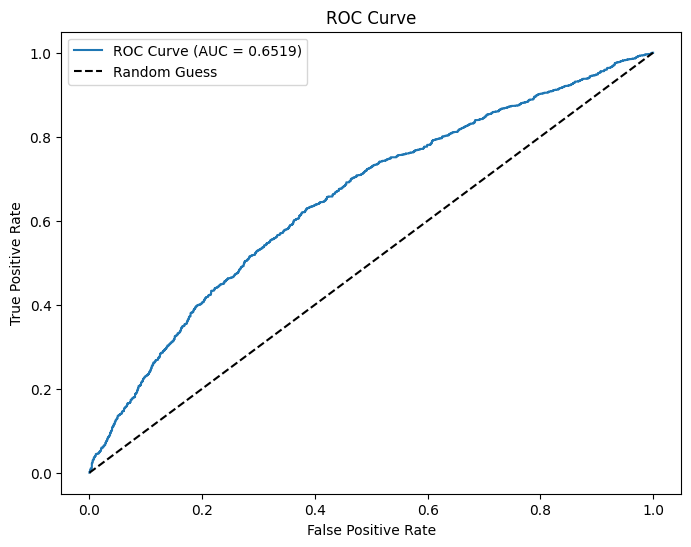 ROC Curve
ROC Curve (AUC = 0.6519)
Random Guess
True Positive Rate
1.0
0.8
0.6
0.4
0.2
0.0
0.0 0.2 0.4 0.6 0.8 1.0
False Positive Rate